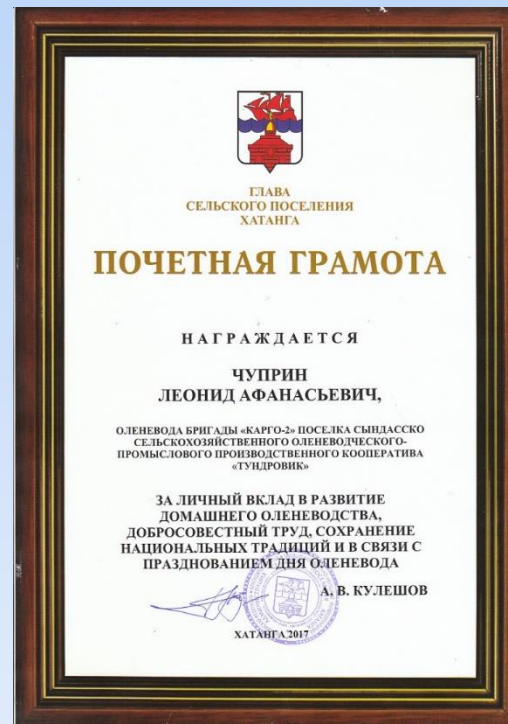 ГЛАВА
СЕЛЬСКОГО ПОСЕЛЕНИЯ
ХАТАНГА
ПОЧЕТНАЯ ГРАМОТА
НАГРАЖДАЕТСЯ
ЧУПРИН
ЛЕОНИД АФАНАСЬЕВИЧ,
ОЛЕНЕВОДА БРИГАДЫ «КАРГО-2» ПОСЕЛКА СЫНДАССКО
СЕЛЬСКОХОЗЯЙСТВЕННОГО ОЛЕНЕВОДЧЕСКОГО-
ПРОМЫСЛОВОГО ПРОИЗВОДСТВЕННОГО КООПЕРАТИВА
«ТУНДРОВИК»
ЗА ЛИЧНЫЙ ВКЛАД В РАЗВИТИЕ
ДОМАШНЕГО ОЛЕНЕВОДСТВА,
ДОБРОСОВЕСТНЫЙ ТРУД, СОХРАНЕНИЕ
НАЦИОНАЛЬНЫХ ТРАДИЦИЙ И В СВЯЗИ С
ПРАЗДНОВАНИЕМ ДНЯ ОЛЕНЕВОДА
А. В. КУЛЕШОВ
ХАТАНГА 2017